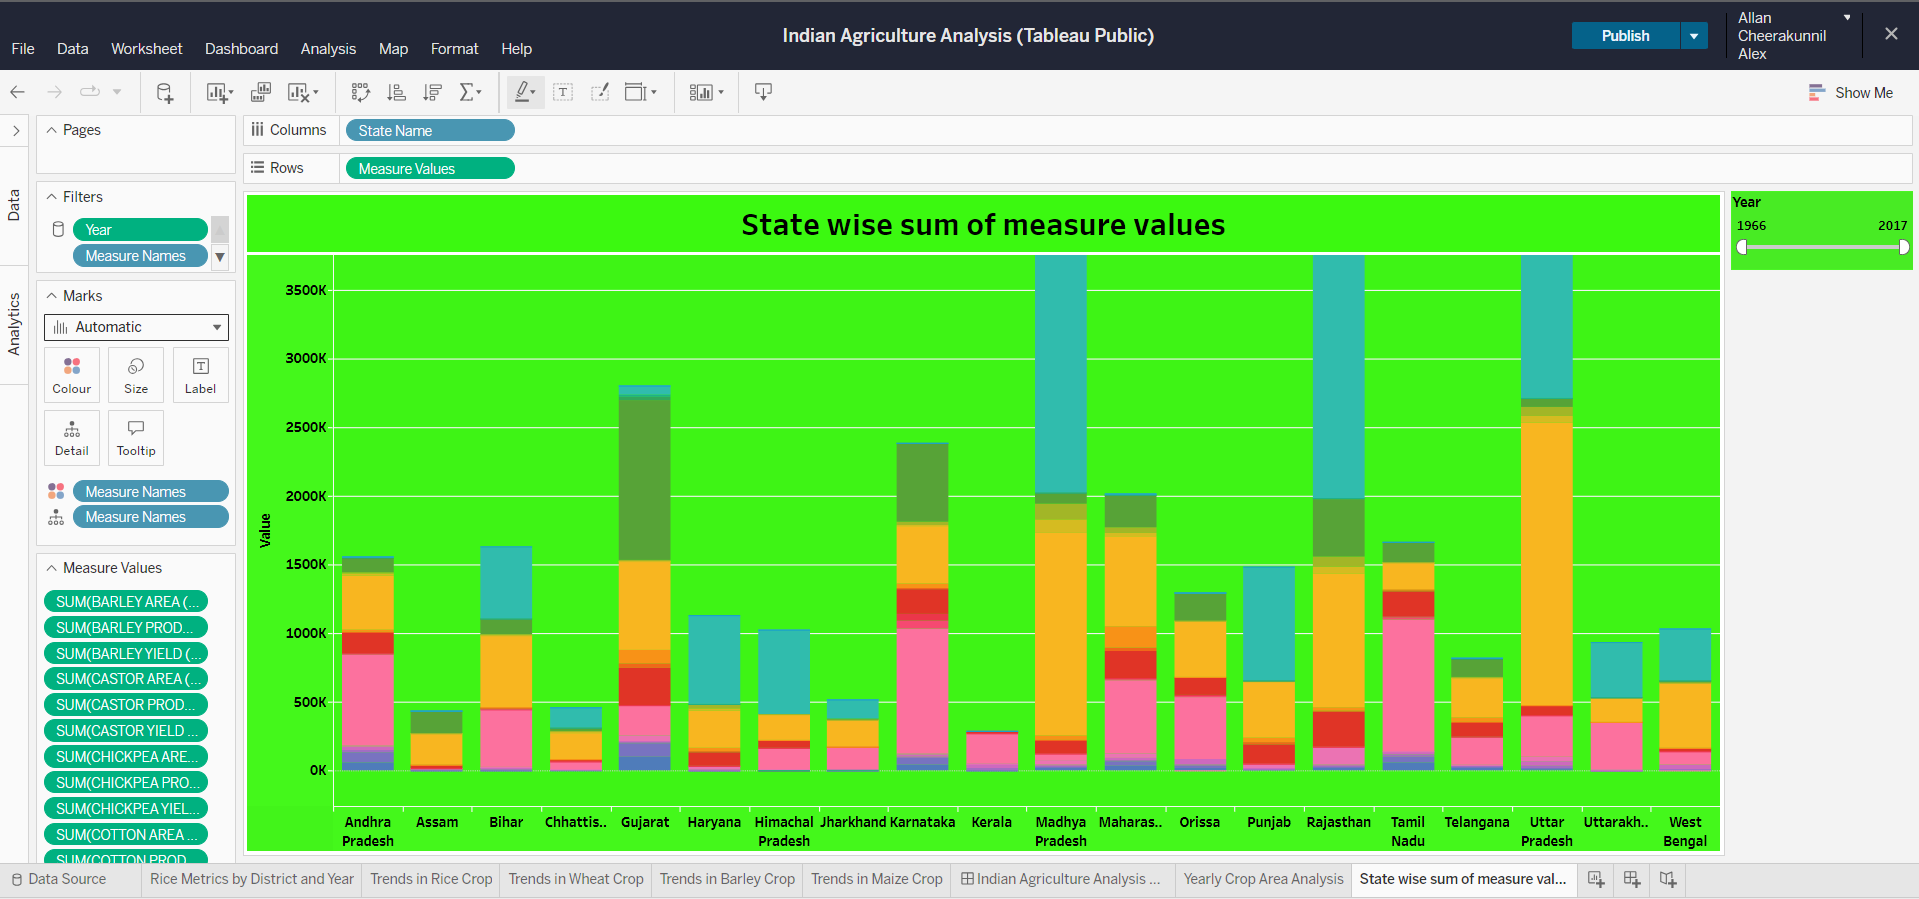 Indian Agriculture Analysis (Tableau Public)
Publish
Allan
Cheerakunnil
Alex
File Data Worksheet Dashboard Analysis Map Format Help
Show Me
Pages
Columns State Name
Rows Measure Values
Data
Analytics
Filters
Year
Measure Names
Marks
Automatic
Colour Size Label
Detail Tooltip
Measure Names
Measure Names
Measure Values
SUM(BARLEY AREA (...
SUM(BARLEY PROD...
SUM(BARLEY YIELD (...
SUM(CASTOR AREA (...
SUM(CASTOR PROD...
SUM(CASTOR YIELD ...
SUM(CHICKPEA ARE...
SUM(CHICKPEA PRO...
SUM(CHICKPEA YIEL...
SUM(COTTON AREA ...
SUM(COTTON PROD...
State wise sum of measure values
Value
3500K
3000K
2500K
2000K
1500K
1000K
500K
0K
Andhra Pradesh
Assam
Bihar
Chhattis..
Gujarat
Haryana
Himachal Pradesh
Jharkhand
Karnataka
Kerala
Madhya Pradesh
Maharas..
Orissa
Punjab
Rajasthan
Tamil Nadu
Telangana
Uttar Pradesh
Uttarakh..
West Bengal
Year
1966 2017
Data Source Rice Metrics by District and Year Trends in Rice Crop Trends in Wheat Crop Trends in Barley Crop Trends in Maize Crop Indian Agriculture Analysis ... Yearly Crop Area Analysis State wise sum of measure val...